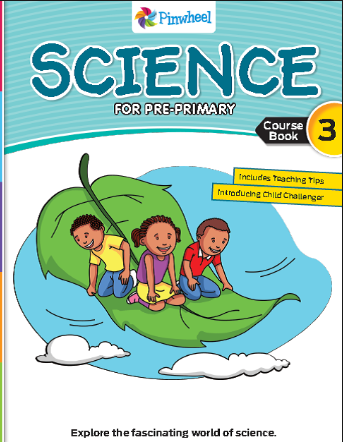 Pinwheel
SCIENCE
FOR PRE-PRIMARY
Course
Book 3
Includes Teaching Tips
Introducing Child Challenger
Explore the fascinating world of science.